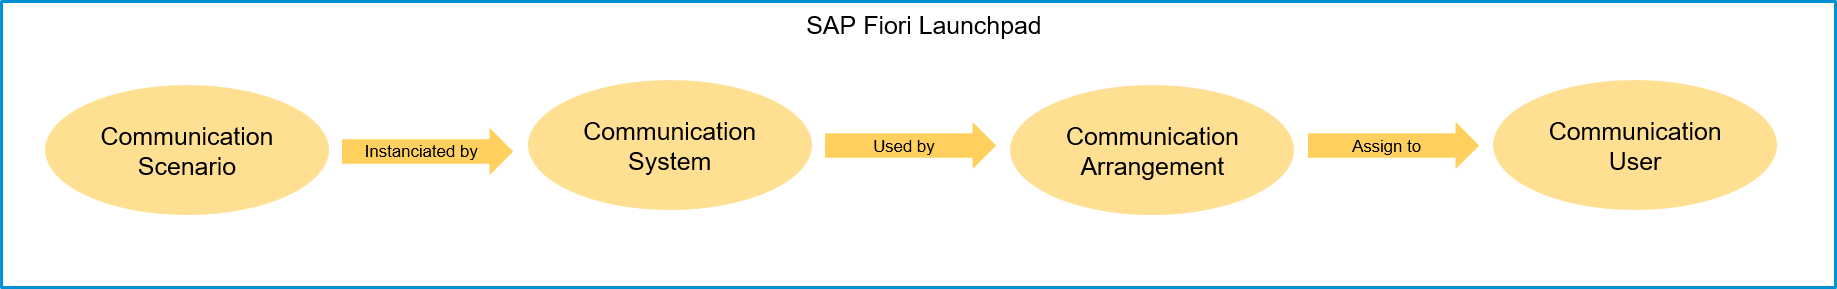 SAP Fiori Launchpad
Communication
Scenario
Instanciated by
Communication
System
Used by
Communication
Arrangement
Assign to
Communication
User